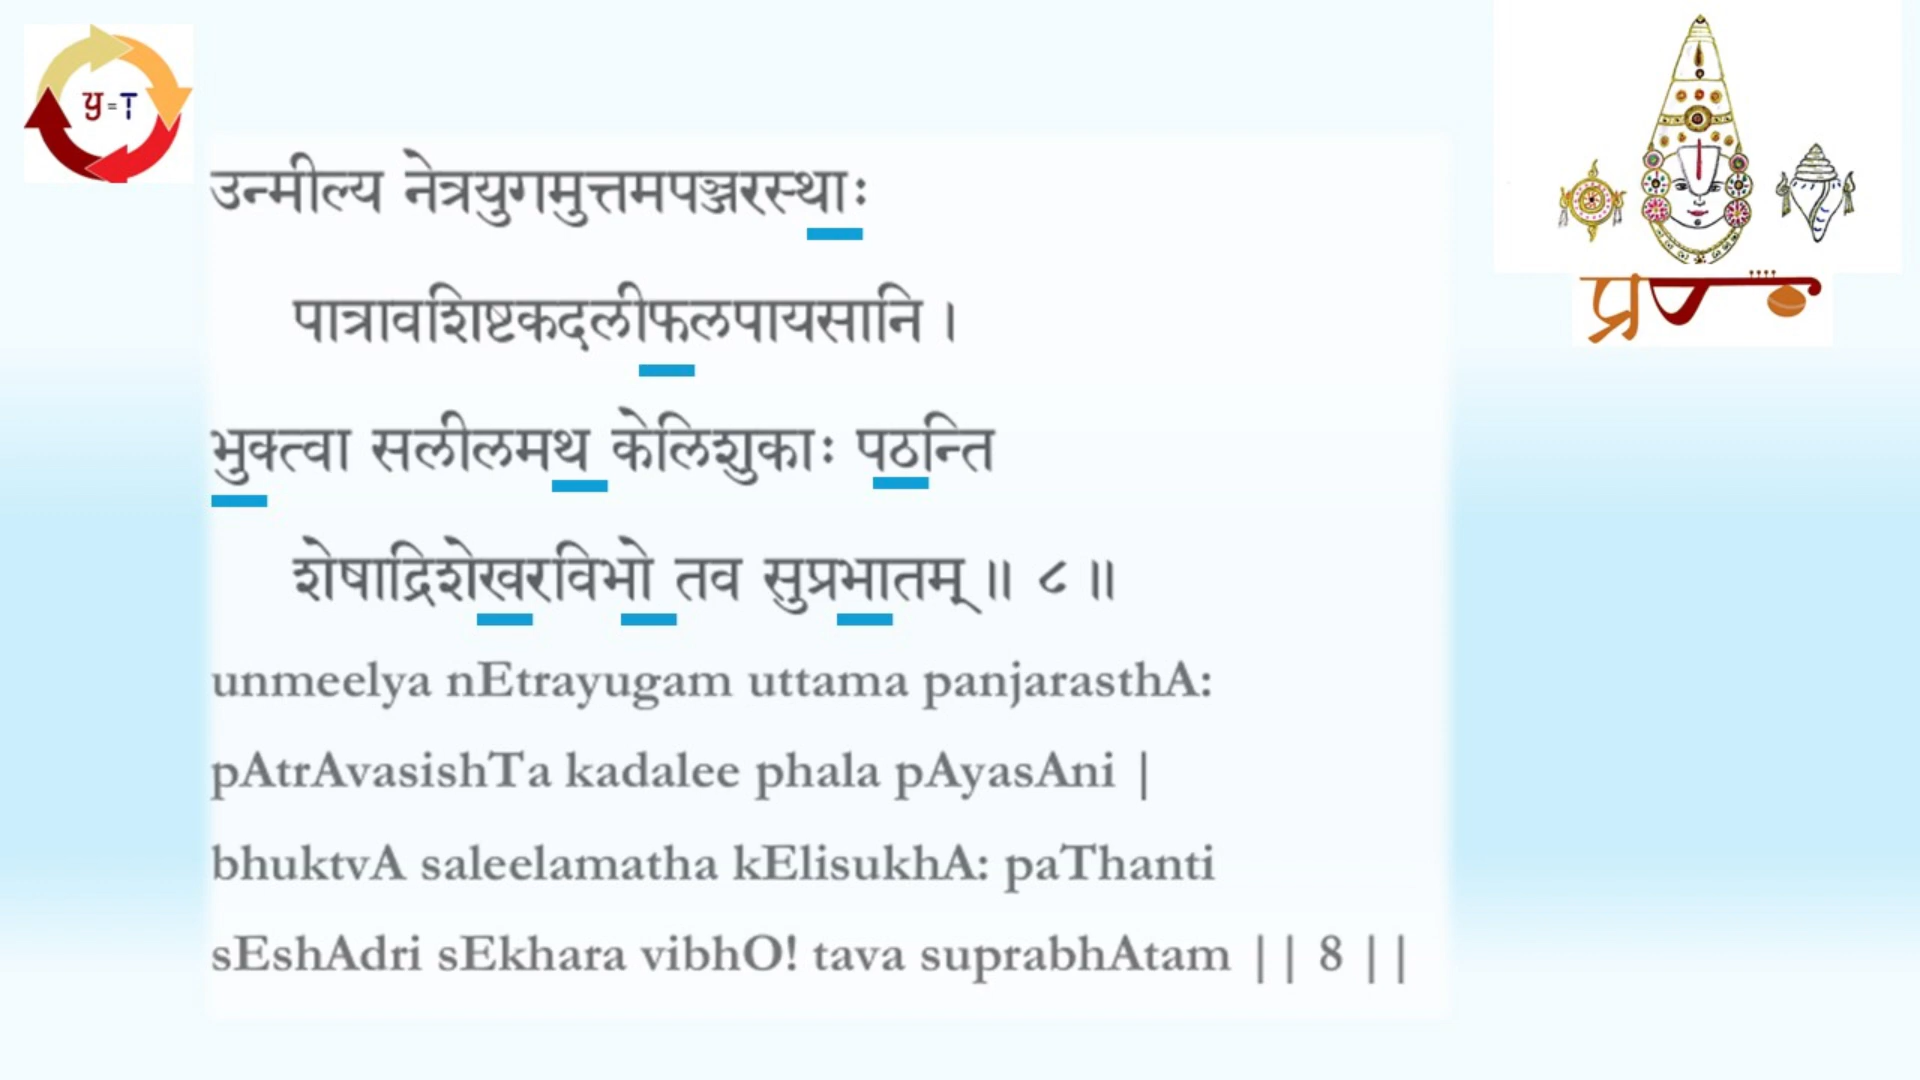 य=T
उन्मील्य नेत्रयुगमुत्तमपञ्जरस्थाः
पात्रावशिष्टकदलीफलपायसानि ।
भुक्त्वा सलीलमथ केलिशुकाः पठन्ति
शेषाद्रिशेखरविभो तव सुप्रभातम् ॥ ८ ॥
unmeelya nEtrayugam uttama panjarasthA:
pAtrAvasishTa kadalee phala pAyasAni |
bhuktvA saleelamatha kElisukhA: paThanti
sEshAdri sEkhara vibhO! tava suprabhAtam || 8 ||